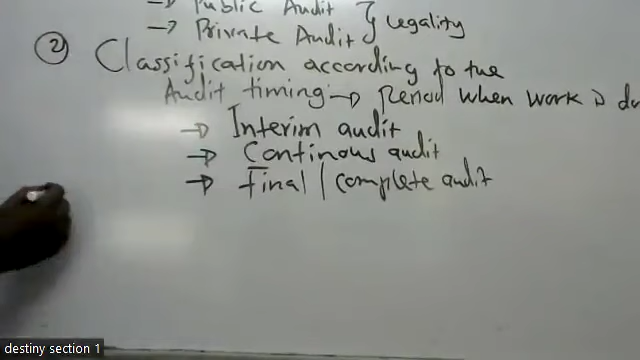 → Public Audit } legality
→ Private Audit
② Classification according to the
Audit timing → Period when work is
→ Interim audit
→ Continous audit
→ Final / complete audit
destiny section 1